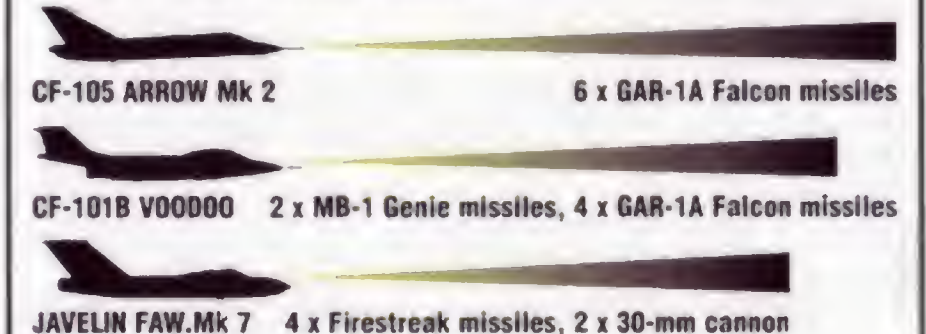 CF-105 ARROW Mk 2 6 x GAR-1A Falcon missiles
CF-101B VOODOO 2 x MB-1 Genie missiles, 4 x GAR-1A Falcon missiles
JAVELIN FAW.Mk 7 4 x Firestreak missiles, 2 x 30-mm cannon